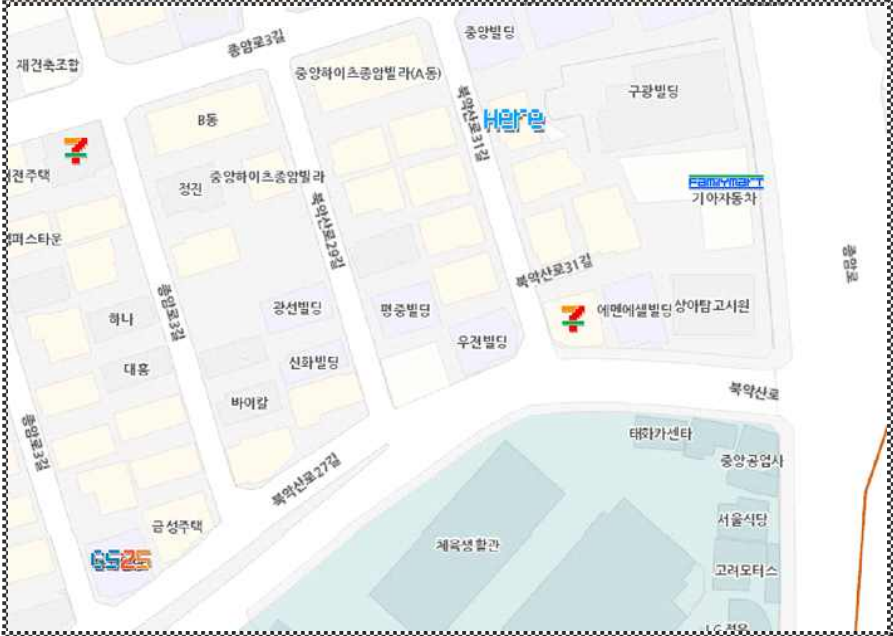 중앙빌딩
종암로3길
재건축조합
중앙하이츠종암빌라(A동)
구광빌딩
북악산로31길
Here
B동
7
전주택
정진
중앙하이츠종암빌라
FamilyMart
기아자동차
북악산로29길
퍼스타운
종암로
북악산로31길
종암로3길
하나
광선빌딩
평중빌딩
7
에멘에셀빌딩
상아탑고시원
우전빌딩
신화빌딩
대흥
바이칼
북악산로
종암로3길
태화카센타
중앙공업사
북악산로27길
서울식당
금성주택
체육생활관
GS25
고려모터스